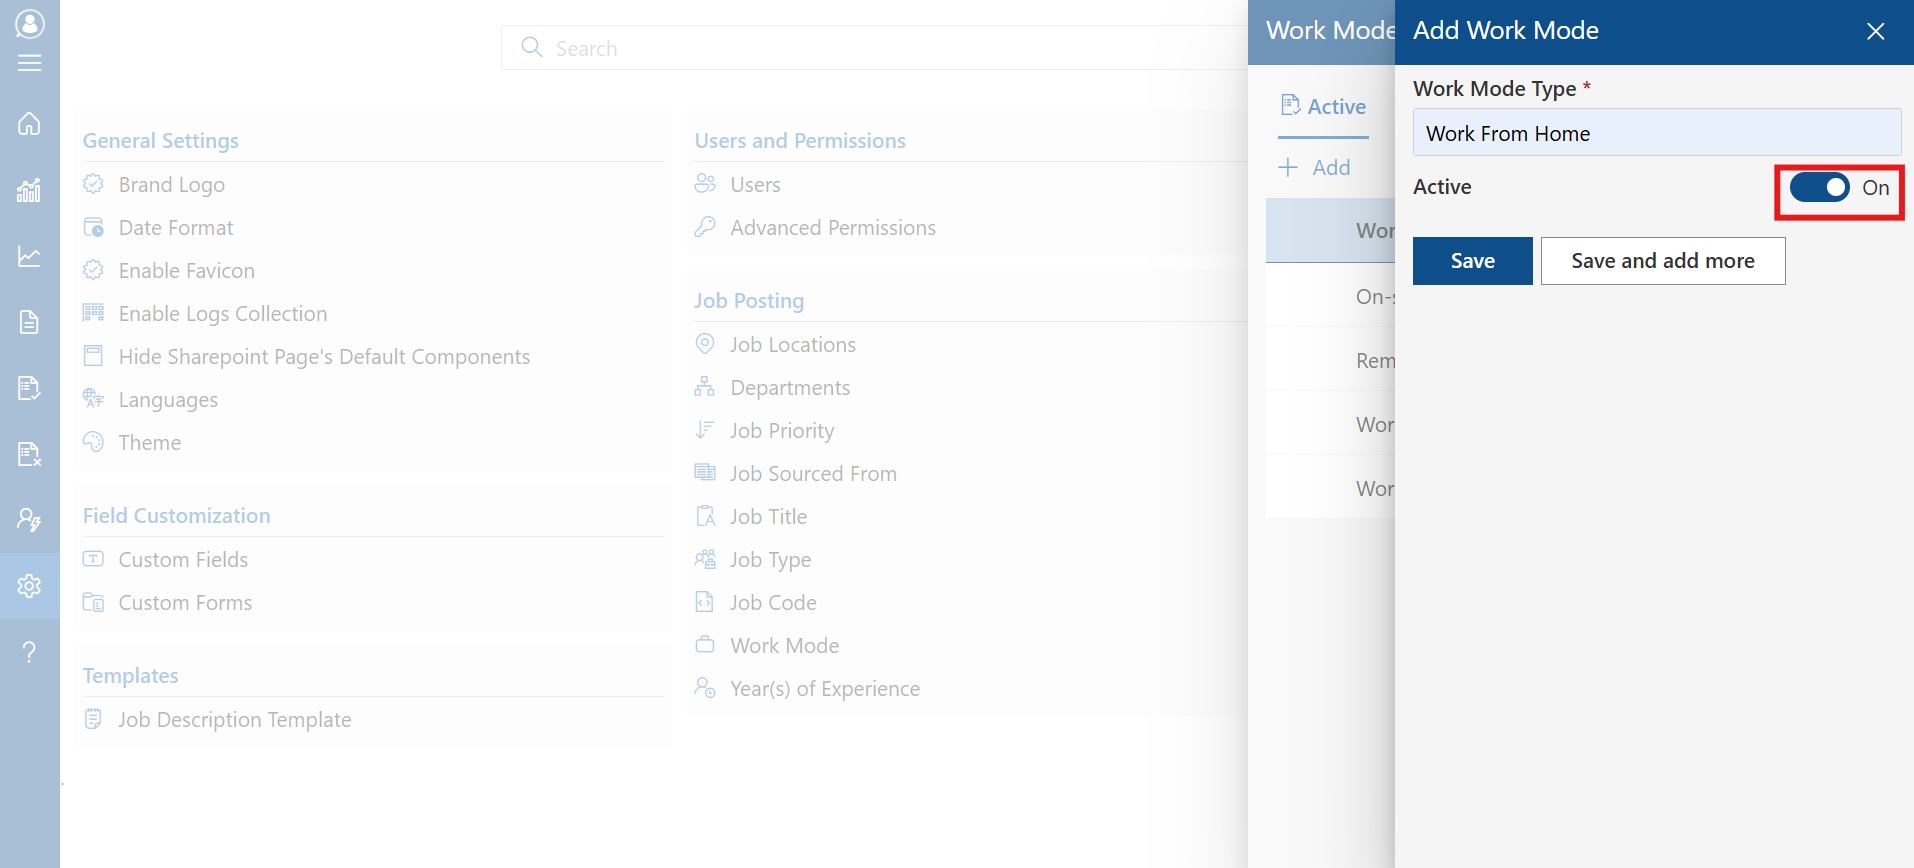 Search
General Settings
Brand Logo
Date Format
Enable Favicon
Enable Logs Collection
Hide Sharepoint Page's Default Components
Languages
Theme
Field Customization
Custom Fields
Custom Forms
Templates
Job Description Template
Users and Permissions
Users
Advanced Permissions
Job Posting
Job Locations
Departments
Job Priority
Job Sourced From
Job Title
Job Type
Job Code
Work Mode
Year(s) of Experience
Work Mode
Active
Add
Wor
On-s
Rem
Wor
Wor
Add Work Mode
Work Mode Type *
Work From Home
Active
On
Save
Save and add more